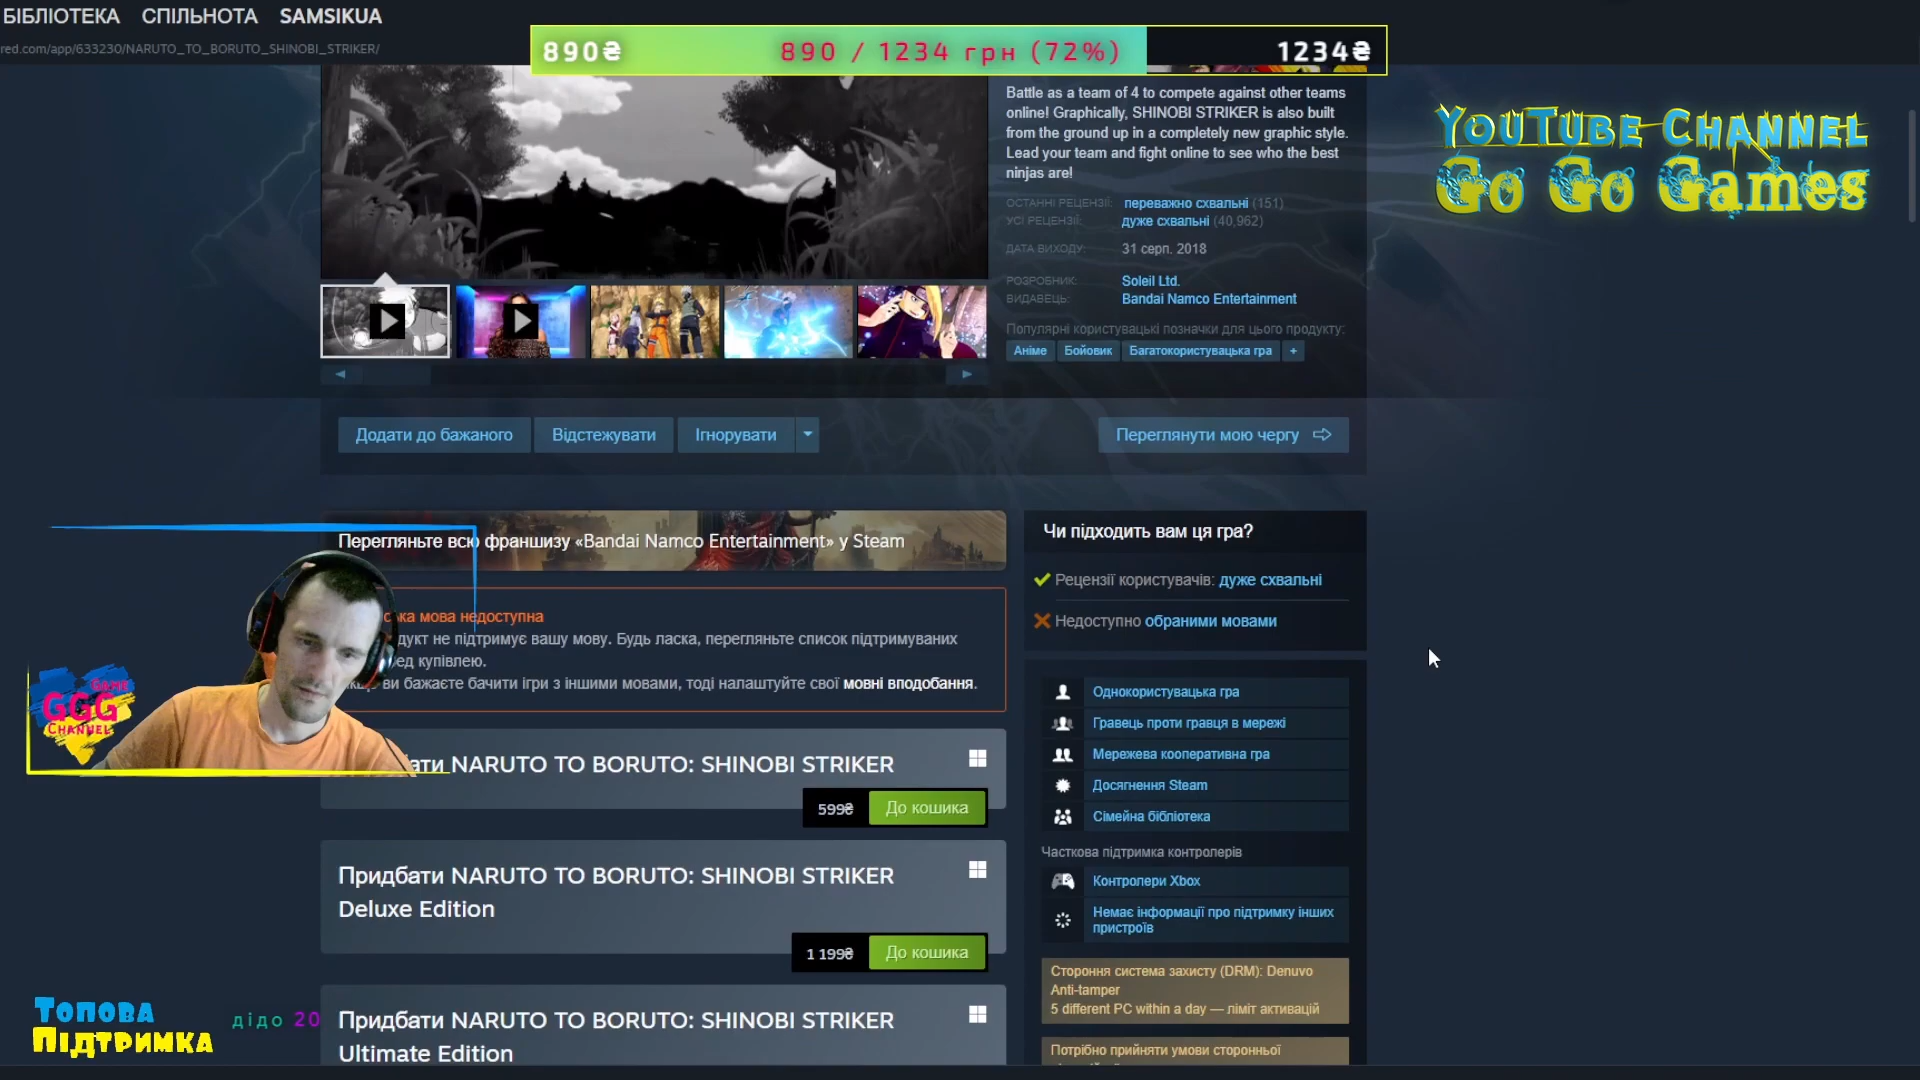 БІБЛІОТЕКА СПІЛЬНОТА SAMSIKUA
red.com/app/633230/NARUTO_TO_BORUTO_SHINOBI_STRIKER/
890₴ 890 / 1234 грн (72%) 1234₴
YouTube Channel
Go Go Games
Battle as a team of 4 to compete against other teams
online! Graphically, SHINOBI STRIKER is also built
from the ground up in a completely new graphic style.
Lead your team and fight online to see who the best
ninjas are!
ОСТАННІ РЕЦЕНЗІЇ: переважно схвальні (151)
УСІ РЕЦЕНЗІЇ: дуже схвальні (40,962)
ДАТА ВИХОДУ: 31 серп. 2018
РОЗРОБНИК: Soleil Ltd.
ВИДАВЕЦЬ: Bandai Namco Entertainment
Популярні користувацькі позначки для цього продукту:
Аніме Бойовик Багатокористувацька гра +
Додати до бажаного Відстежувати Ігнорувати Переглянути мою чергу
Перегляньте всю франшизу «Bandai Namco Entertainment» у Steam
ська мова недоступна
дукт не підтримує вашу мову. Будь ласка, перегляньте список підтримуваних
ед купівлею.
ви бажаєте бачити ігри з іншими мовами, тоді налаштуйте свої мовні вподобання.
GAME
GGG
CHANNEL
ати NARUTO TO BORUTO: SHINOBI STRIKER
599₴ До кошика
Придбати NARUTO TO BORUTO: SHINOBI STRIKER
Deluxe Edition
1 199₴ До кошика
Придбати NARUTO TO BORUTO: SHINOBI STRIKER
Ultimate Edition
Чи підходить вам ця гра?
Рецензії користувачів: дуже схвальні
Недоступно обраними мовами
Однокористувацька гра
Гравець проти гравця в мережі
Мережева кооперативна гра
Досягнення Steam
Сімейна бібліотека
Часткова підтримка контролерів
Контролери Xbox
Немає інформації про підтримку інших
пристроїв
Стороння система захисту (DRM): Denuvo
Anti-tamper
5 different PC within a day — ліміт активацій
Потрібно прийняти умови сторонньої
Топова
Підтримка
дідо 20